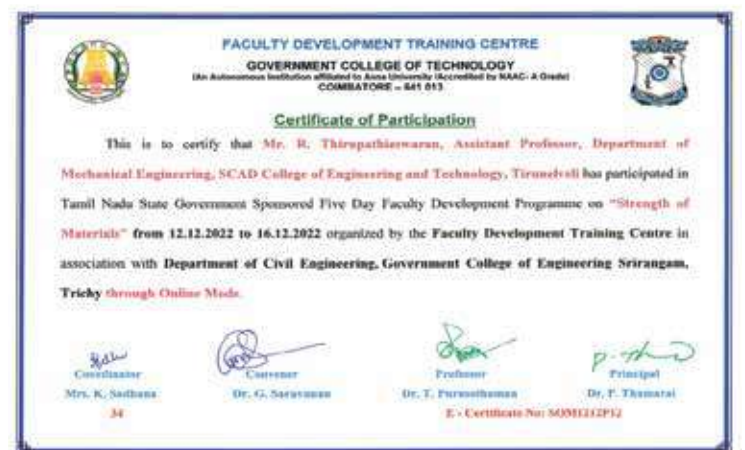 FACULTY DEVELOPMENT TRAINING CENTRE
GOVERNMENT COLLEGE OF TECHNOLOGY
(An Autonomous Institution affiliated to Anna University (Accredited by NAAC- A Grade)
COIMBATORE – 641 013
Certificate of Participation
This is to certify that Mr. R. Thirupathieswaran, Assistant Professor, Department of
Mechanical Engineering, SCAD College of Engineering and Technology, Tirunelveli has participated in
Tamil Nadu State Government Sponsored Five Day Faculty Development Programme on "Strength of
Materials" from 12.12.2022 to 16.12.2022 organized by the Faculty Development Training Centre in
association with Department of Civil Engineering, Government College of Engineering Srirangam,
Trichy through Online Mode.
Coordinator Convener Professor Principal
Mrs. K. Sadhana Dr. G. Saravanan Dr. T. Purusothaman Dr. P. Thamarai
34 E - Certificate No: SOM1212P12